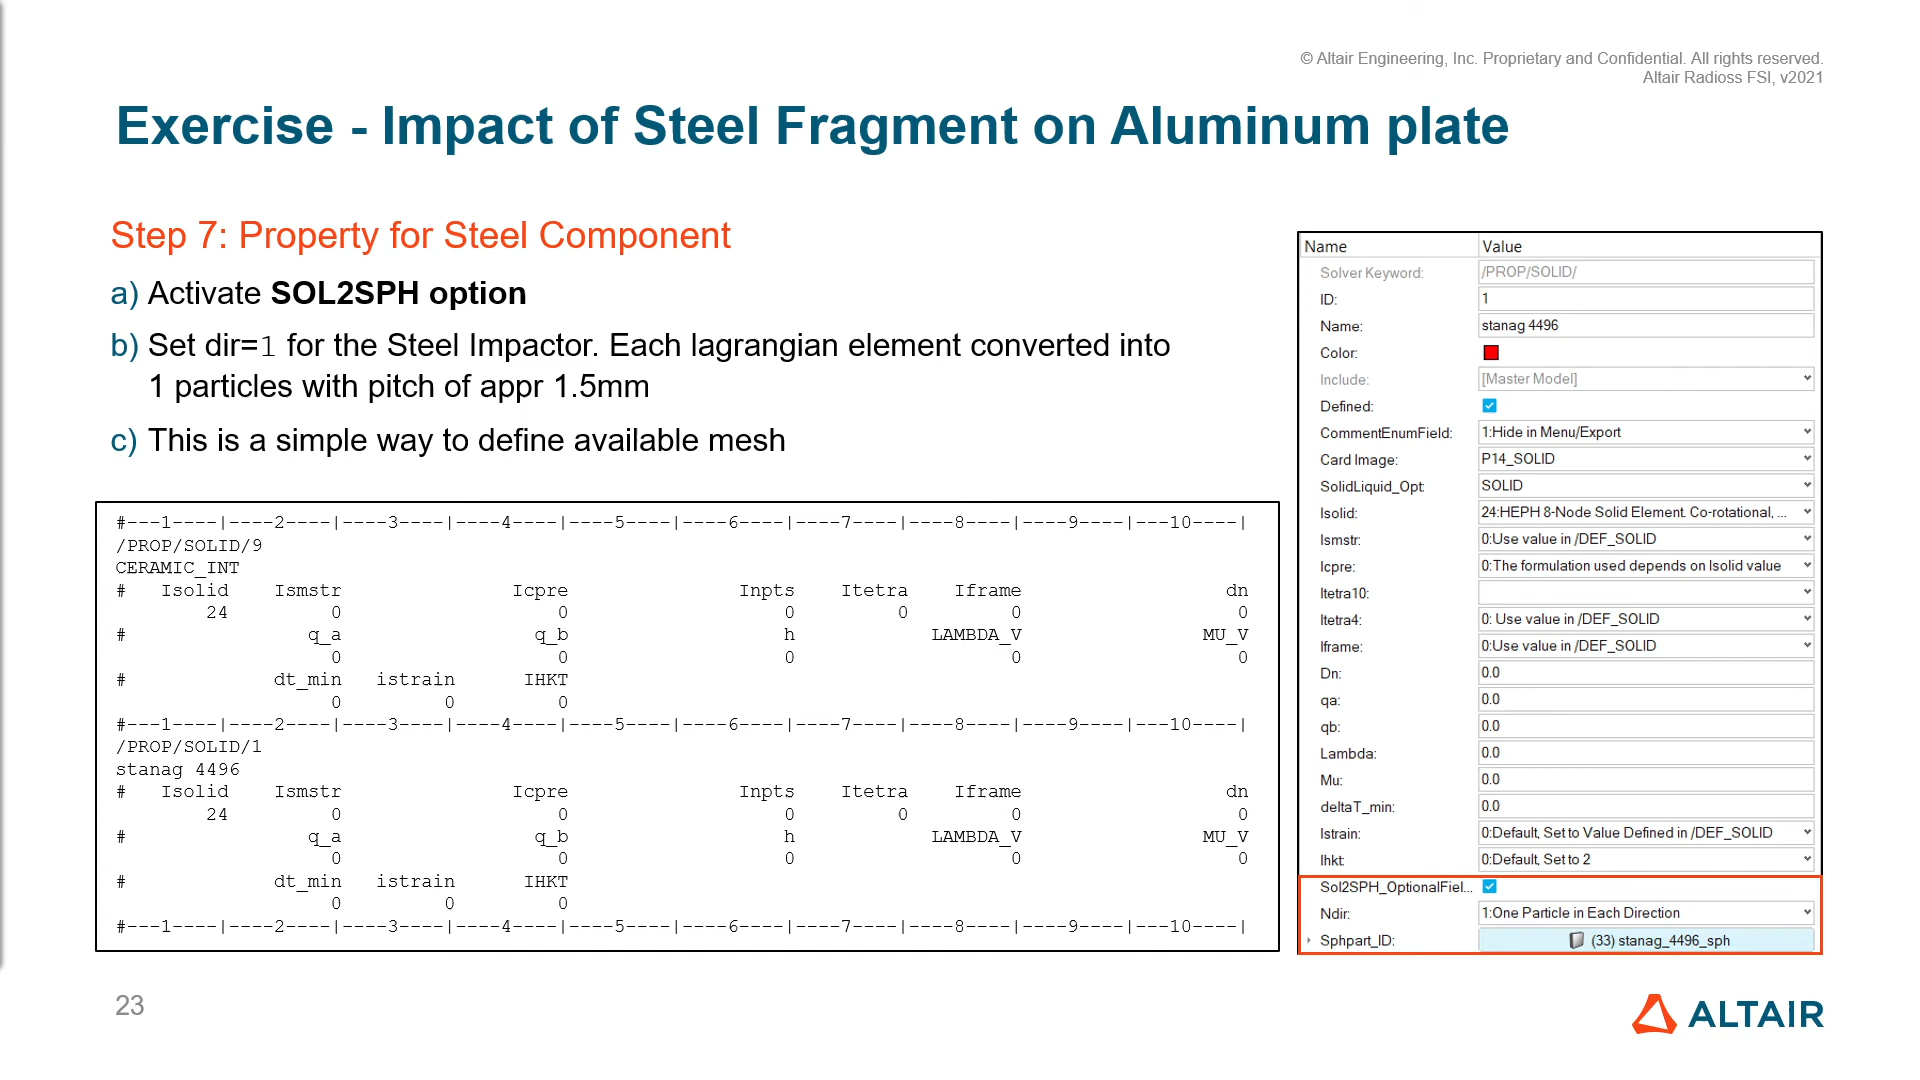 © Altair Engineering, Inc. Proprietary and Confidential. All rights reserved.
Altair Radioss FSI, v2021
Exercise - Impact of Steel Fragment on Aluminum plate
Step 7: Property for Steel Component
a) Activate SOL2SPH option
b) Set dir=1 for the Steel Impactor. Each lagrangian element converted into
1 particles with pitch of appr 1.5mm
c) This is a simple way to define available mesh
#---1----|----2----|----3----|----4----|----5----|----6----|----7----|----8----|----9----|---10----|
/PROP/SOLID/9
CERAMIC_INT
# Isolid Ismstr Icpre Inpts Itetra Iframe dn
24 0 0 0 0 0 0
# q_a q_b h LAMBDA_V MU_V
0 0 0 0 0
# dt_min istrain IHKT
0 0 0
#---1----|----2----|----3----|----4----|----5----|----6----|----7----|----8----|----9----|---10----|
/PROP/SOLID/1
stanag 4496
# Isolid Ismstr Icpre Inpts Itetra Iframe dn
24 0 0 0 0 0 0
# q_a q_b h LAMBDA_V MU_V
0 0 0 0 0
# dt_min istrain IHKT
0 0 0
#---1----|----2----|----3----|----4----|----5----|----6----|----7----|----8----|----9----|---10----|
Name Value
Solver Keyword: /PROP/SOLID/
ID: 1
Name: stanag 4496
Color:
Include: [Master Model]
Defined:
CommentEnumField: 1:Hide in Menu/Export
Card Image: P14_SOLID
SolidLiquid_Opt: SOLID
Isolid: 24:HEPH 8-Node Solid Element. Co-rotational, ...
Ismstr: 0:Use value in /DEF_SOLID
Icpre: 0:The formulation used depends on Isolid value
Itetra10:
Itetra4: 0: Use value in /DEF_SOLID
Iframe: 0:Use value in /DEF_SOLID
Dn: 0.0
qa: 0.0
qb: 0.0
Lambda: 0.0
Mu: 0.0
deltaT_min: 0.0
Istrain: 0:Default, Set to Value Defined in /DEF_SOLID
Ihkt: 0:Default, Set to 2
Sol2SPH_OptionalFiel...
Ndir: 1:One Particle in Each Direction
Sphpart_ID: (33) stanag_4496_sph
23
ALTAIR